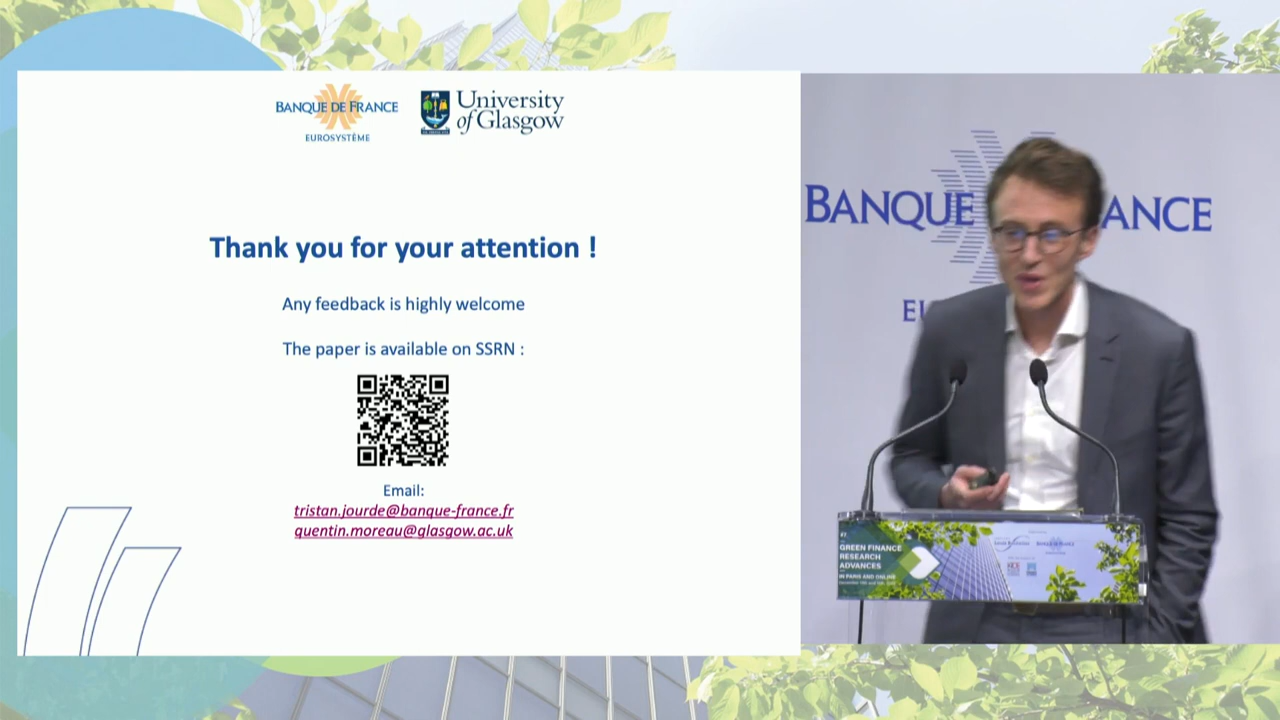 BANQUE DE FRANCE
EUROSYSTÈME
University
of Glasgow
Thank you for your attention !
Any feedback is highly welcome
The paper is available on SSRN :
Email:
tristan.jourde@banque-france.fr
quentin.moreau@glasgow.ac.uk
BANQUE ANCE
EU
GREEN FINANCE
RESEARCH
ADVANCES
IN PARIS AND ONLINE